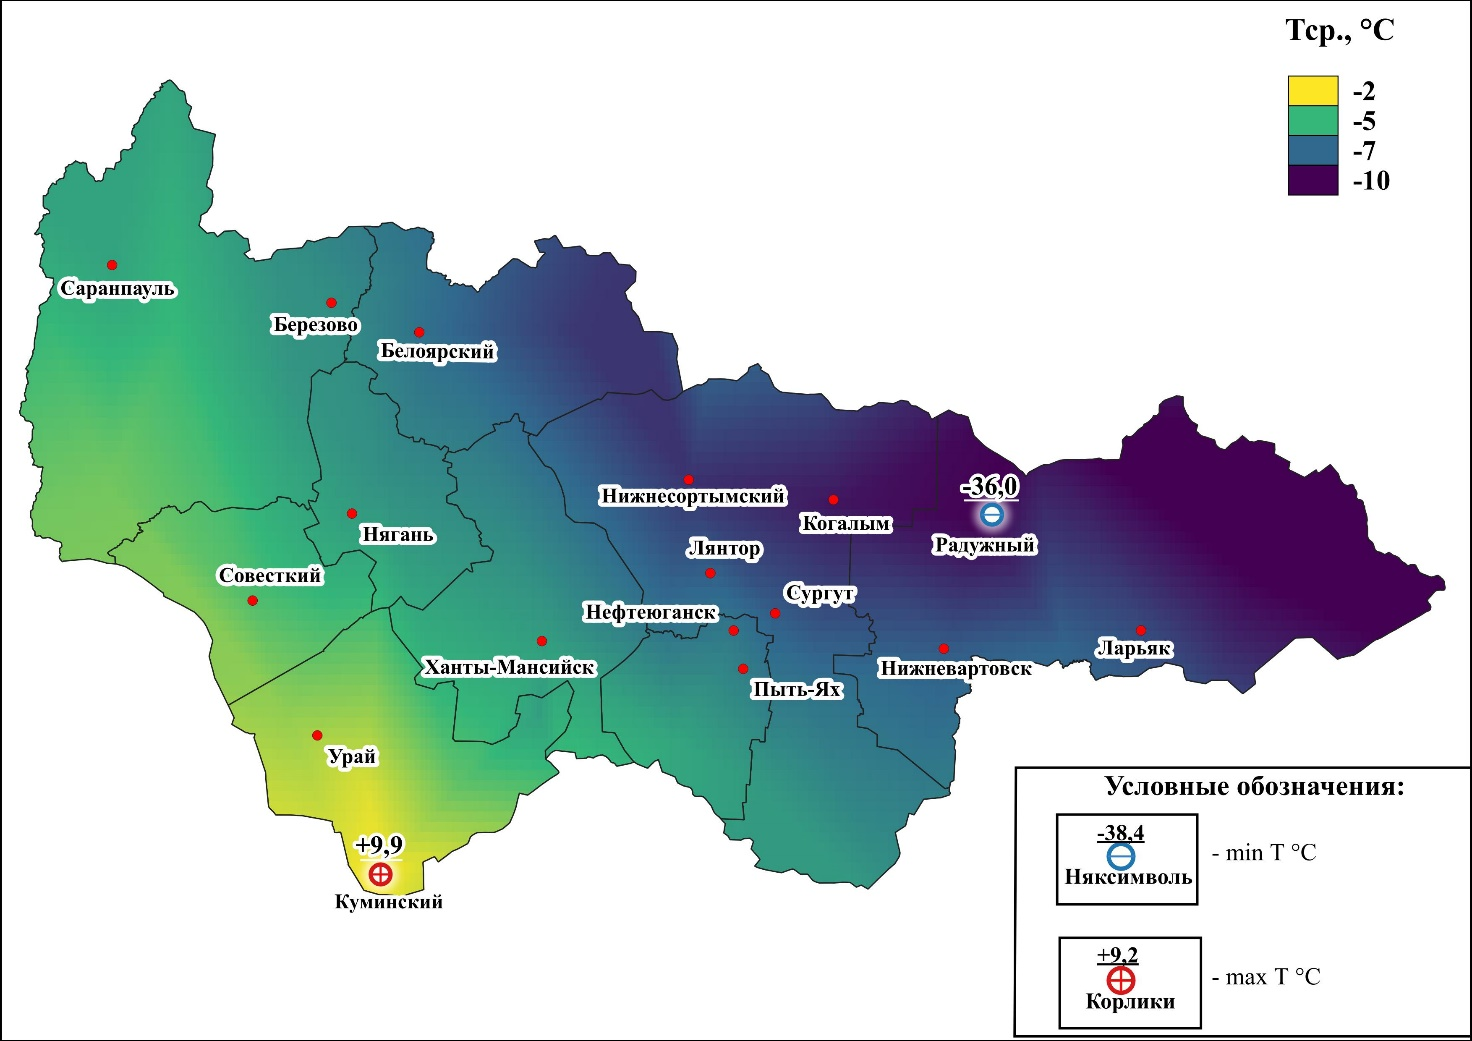 Тср., °C
-2
-5
-7
-10
Саранпауль
Березово
Белоярский
Нижнесортымский
-36,0
Когалым
Радужный
Нягань
Лянтор
Совесткий
Сургут
Нефтеюганск
Ханты-Мансийск
Ларьяк
Нижневартовск
Пыть-Ях
Урай
+9,9
Куминский
Условные обозначения:
-38,4
Няксимволь
- min T °C
+9,2
Корлики
- max T °C